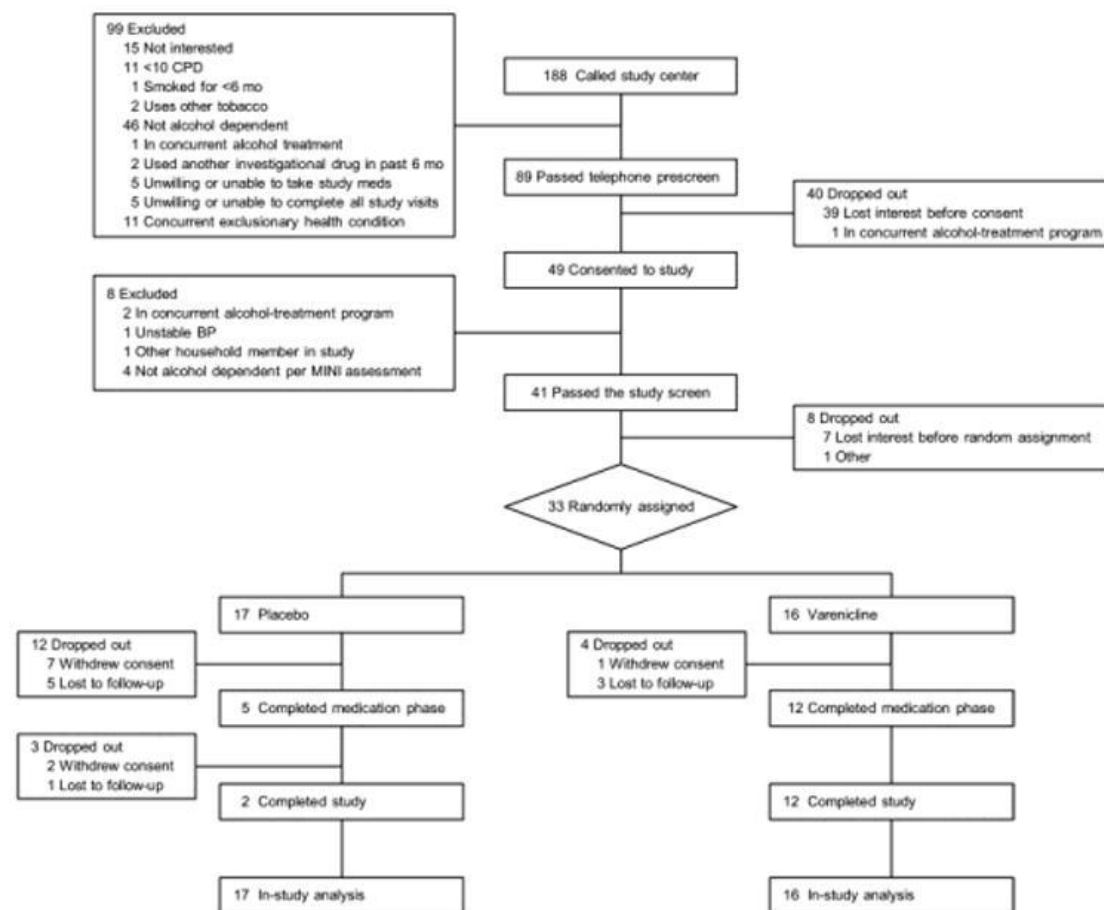 99 Excluded
15 Not interested
11 <10 CPD
1 Smoked for <6 mo
2 Uses other tobacco
46 Not alcohol dependent
1 In concurrent alcohol treatment
2 Used another investigational drug in past 6 mo
5 Unwilling or unable to take study meds
5 Unwilling or unable to complete all study visits
11 Concurrent exclusionary health condition
188 Called study center
89 Passed telephone prescreen
40 Dropped out
39 Lost interest before consent
1 In concurrent alcohol-treatment program
49 Consented to study
8 Excluded
2 In concurrent alcohol-treatment program
1 Unstable BP
1 Other household member in study
4 Not alcohol dependent per MINI assessment
41 Passed the study screen
8 Dropped out
7 Lost interest before random assignment
1 Other
33 Randomly assigned
17 Placebo
12 Dropped out
7 Withdrew consent
5 Lost to follow-up
5 Completed medication phase
3 Dropped out
2 Withdrew consent
1 Lost to follow-up
2 Completed study
17 In-study analysis
16 Varenicline
4 Dropped out
1 Withdrew consent
3 Lost to follow-up
12 Completed medication phase
12 Completed study
16 In-study analysis